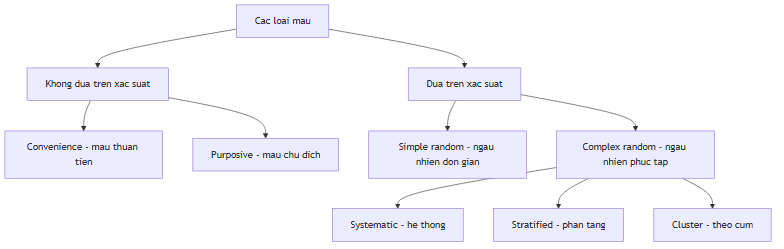 Cac loai mau
Khong dua tren xac suat
Dua tren xac suat
Convenience - mau thuan
tien
Purposive - mau chu dich
Simple random - ngau
nhien don gian
Complex random - ngau
nhien phuc tap
Systematic - he thong
Stratified - phan tang
Cluster - theo cum